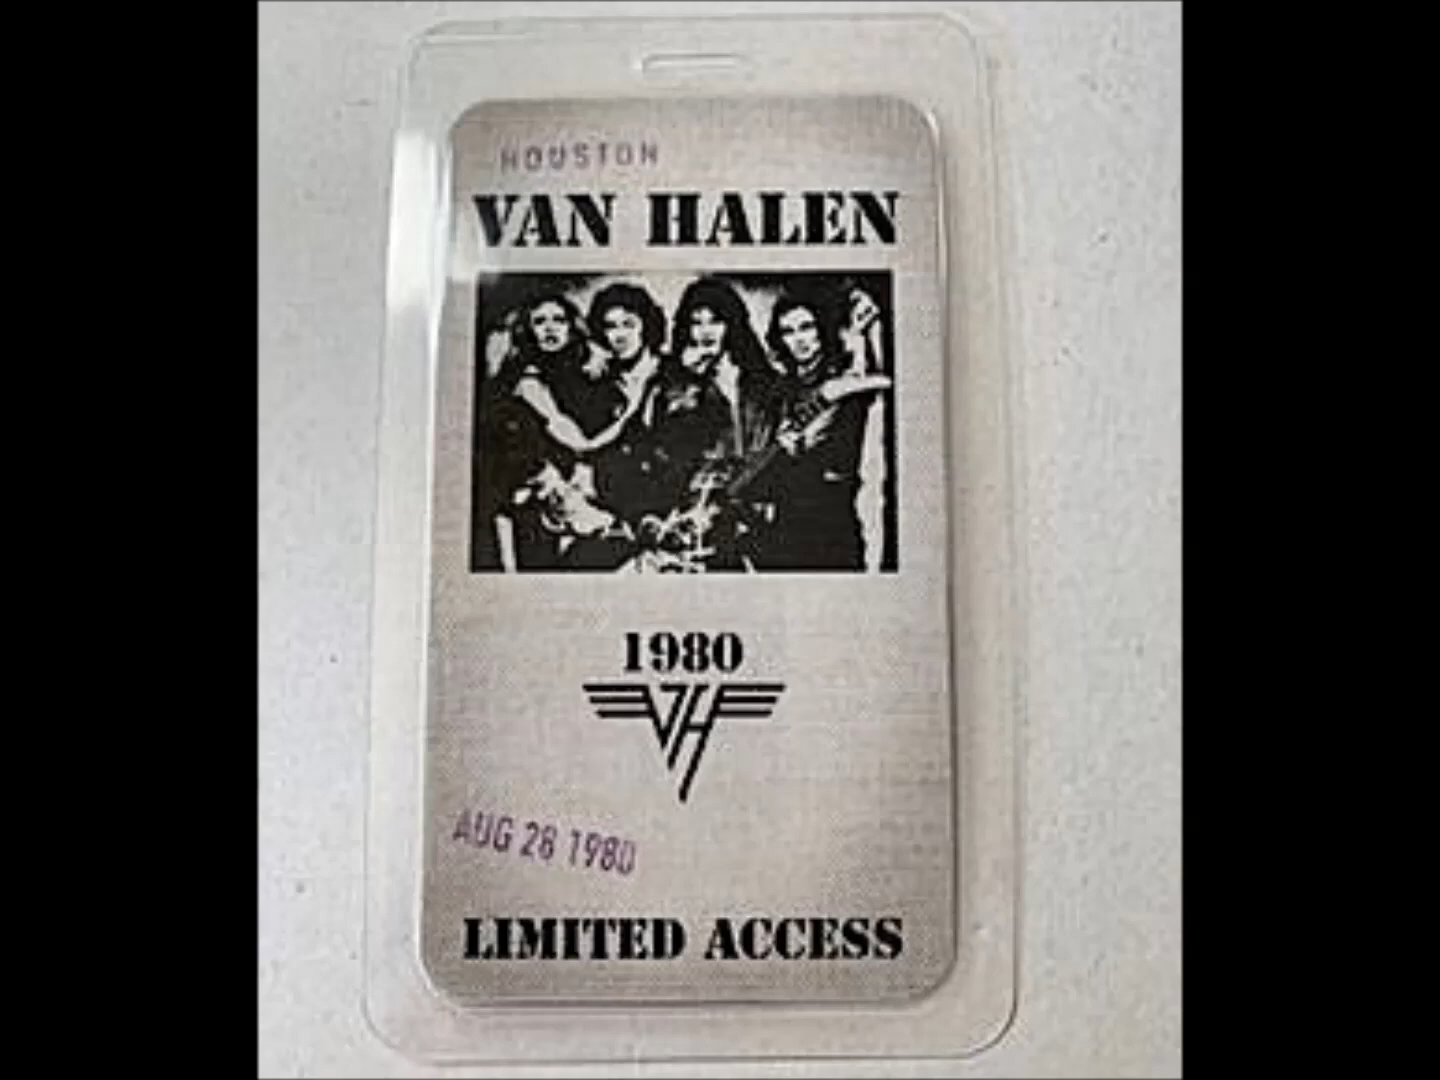 HOUSTON
VAN HALEN
1980
VH
AUG 28 1980
LIMITED ACCESS